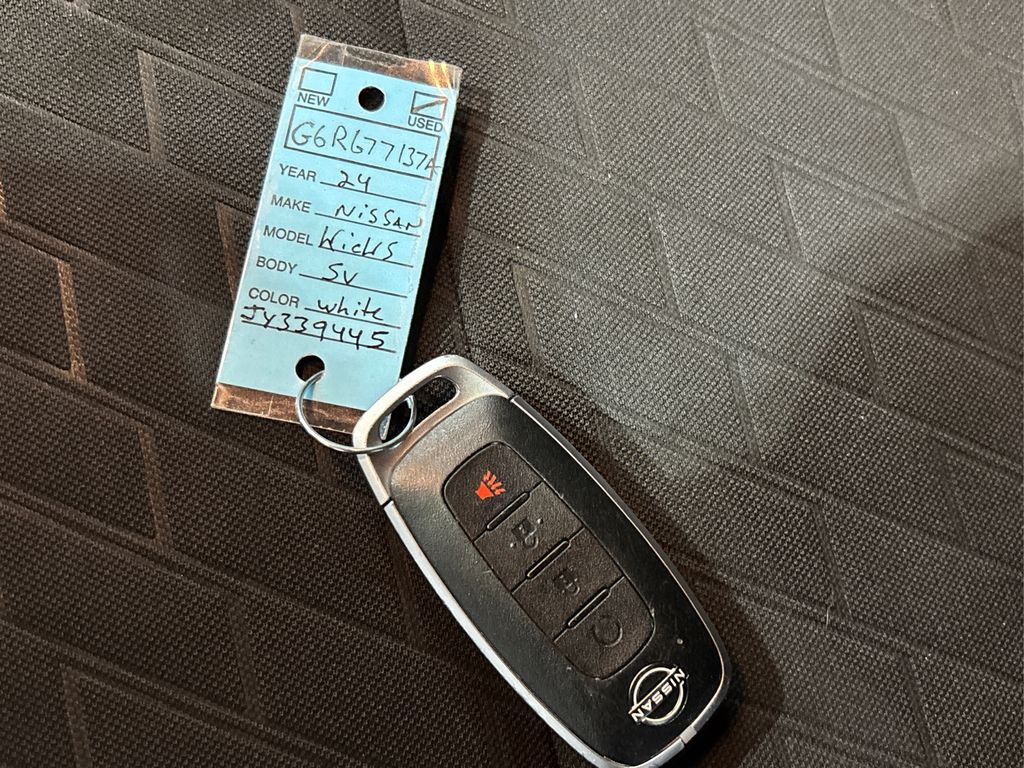 NEW
USED
G6RG77137A
YEAR 24
MAKE NISSAN
MODEL KICKS
BODY SV
COLOR white
JY339445
NISSAN